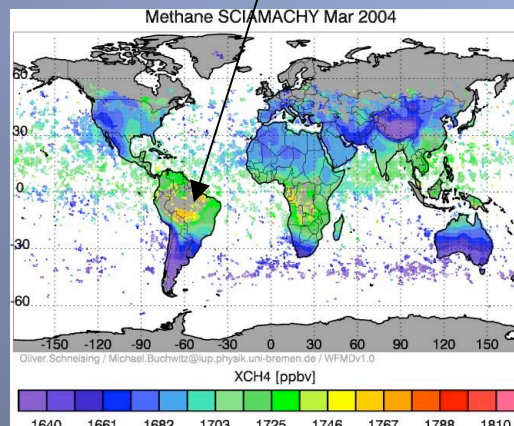 Methane SCIAMACHY Mar 2004
60
30
0
-30
-60
-150 -120 -90 -60 -30 0 30 60 90 120 150
Oliver.Schneising / Michael.Buchwitz@iup.physik.uni-bremen.de / WFMDv1.0
XCH4 [ppbv]
1640 1661 1682 1703 1725 1746 1767 1788 1810